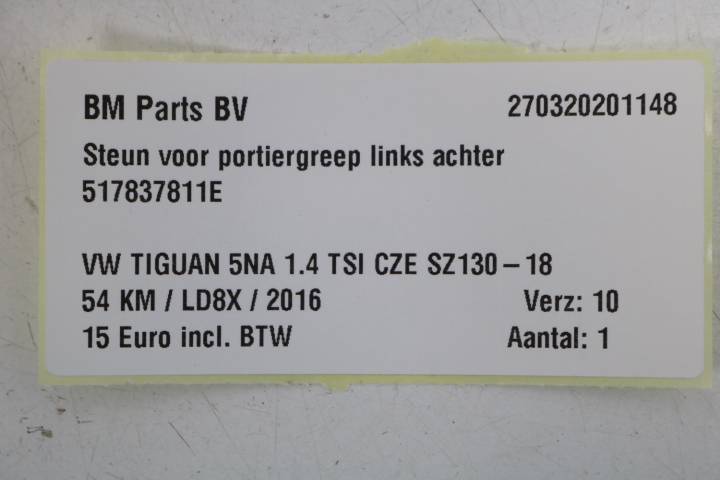 BM Parts BV 270320201148
Steun voor portiergreep links achter
517837811E
VW TIGUAN 5NA 1.4 TSI CZE SZ130-18
54 KM / LD8X / 2016 Verz: 10
15 Euro incl. BTW Aantal: 1